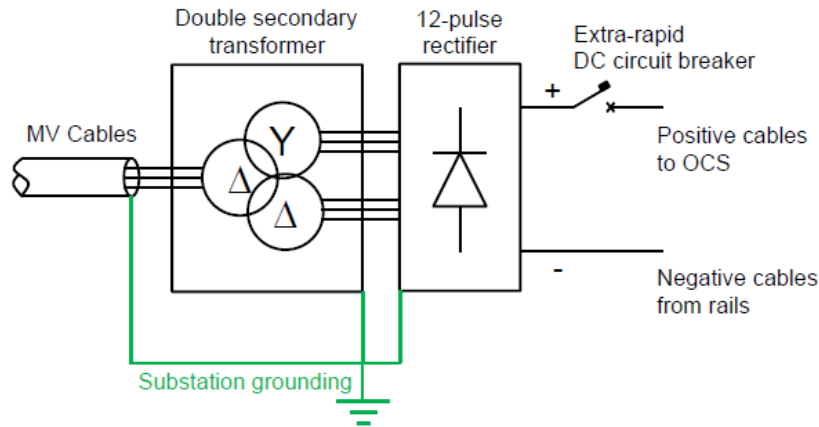 Double secondary
transformer
12-pulse
rectifier
Extra-rapid
DC circuit breaker
MV Cables
Y
Δ
Δ
+
-
Positive cables
to OCS
Negative cables
from rails
Substation grounding